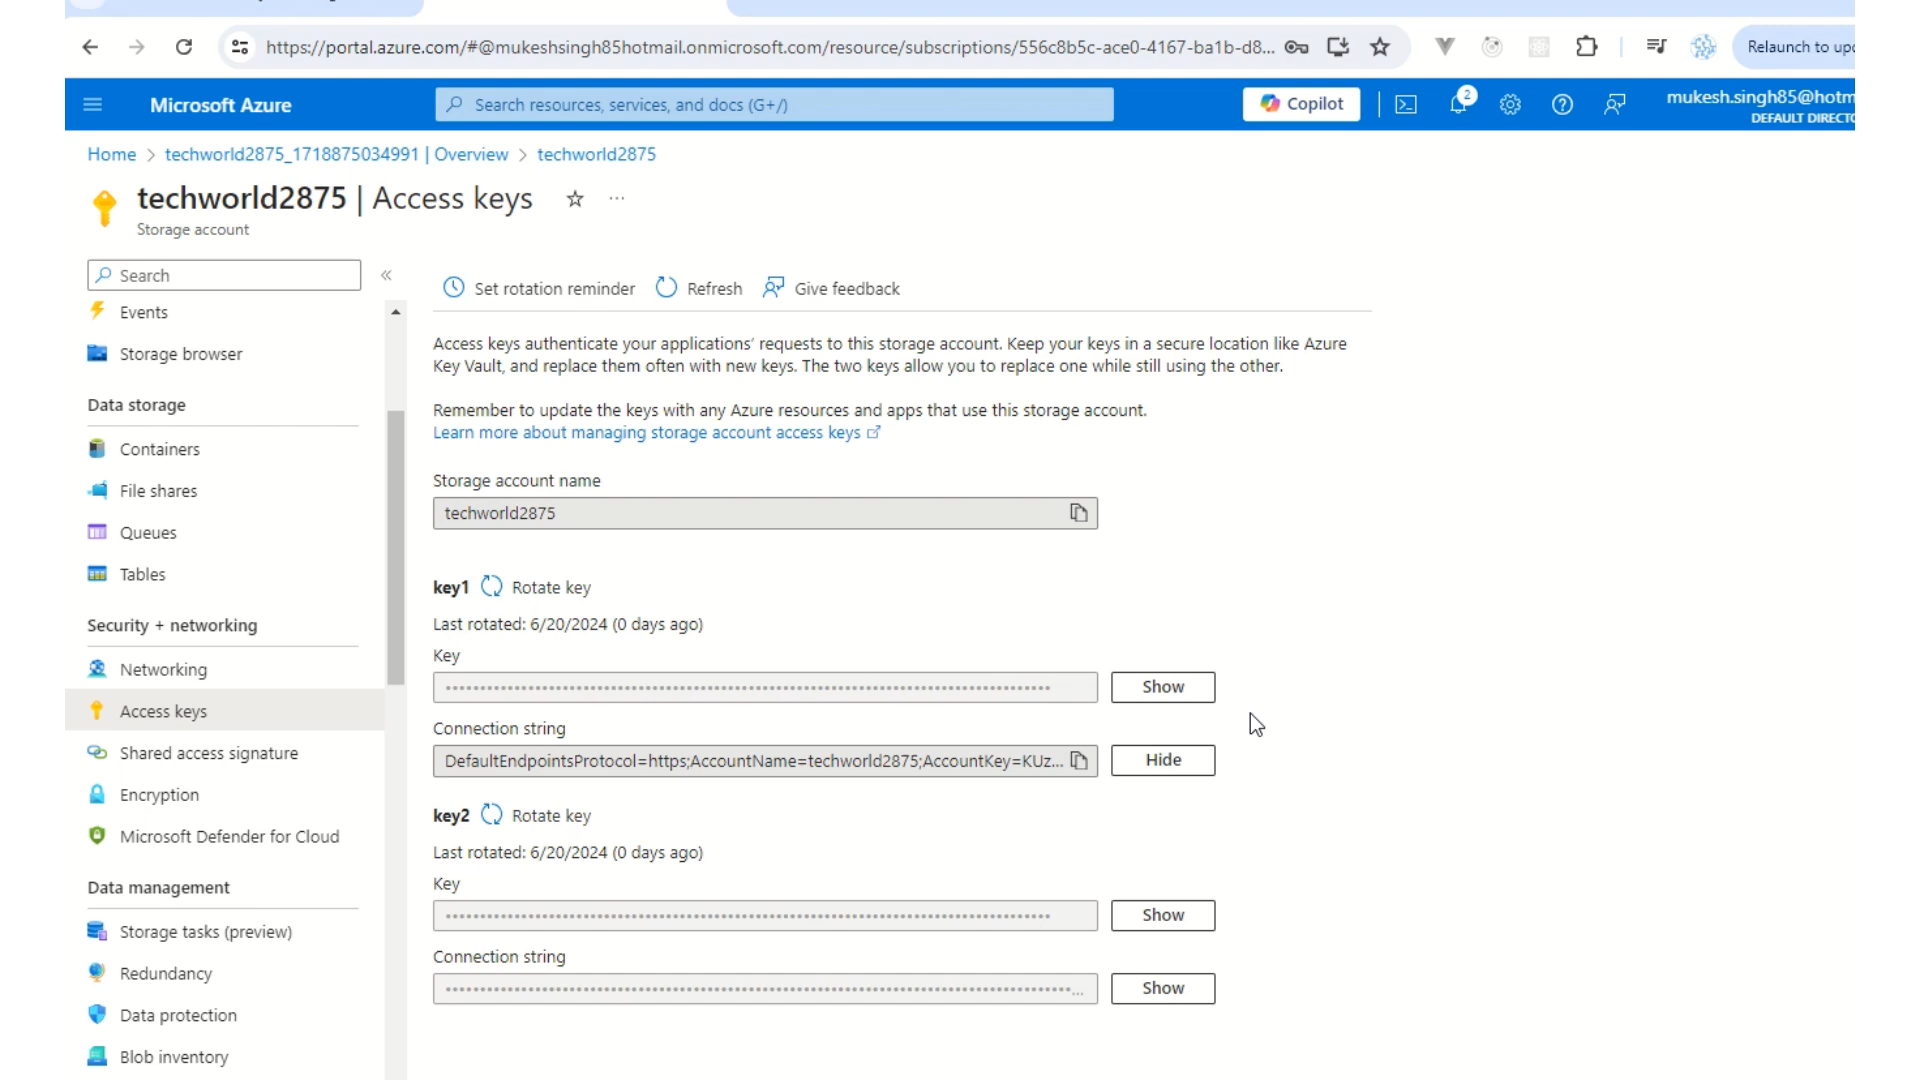 https://portal.azure.com/#@mukeshsingh85hotmail.onmicrosoft.com/resource/subscriptions/556c8b5c-ace0-4167-ba1b-d8...
Relaunch to upd
Microsoft Azure
Search resources, services, and docs (G+/)
Copilot
2
mukesh.singh85@hotm
DEFAULT DIRECTO
Home > techworld2875_1718875034991 | Overview > techworld2875
techworld2875 | Access keys
Storage account
Search
Events
Storage browser
Data storage
Containers
File shares
Queues
Tables
Security + networking
Networking
Access keys
Shared access signature
Encryption
Microsoft Defender for Cloud
Data management
Storage tasks (preview)
Redundancy
Data protection
Blob inventory
Set rotation reminder
Refresh
Give feedback
Access keys authenticate your applications' requests to this storage account. Keep your keys in a secure location like Azure
Key Vault, and replace them often with new keys. The two keys allow you to replace one while still using the other.
Remember to update the keys with any Azure resources and apps that use this storage account.
Learn more about managing storage account access keys
Storage account name
techworld2875
key1 Rotate key
Last rotated: 6/20/2024 (0 days ago)
Key
Show
Connection string
DefaultEndpointsProtocol=https;AccountName=techworld2875;AccountKey=KUz...
Hide
key2 Rotate key
Last rotated: 6/20/2024 (0 days ago)
Key
Show
Connection string
Show